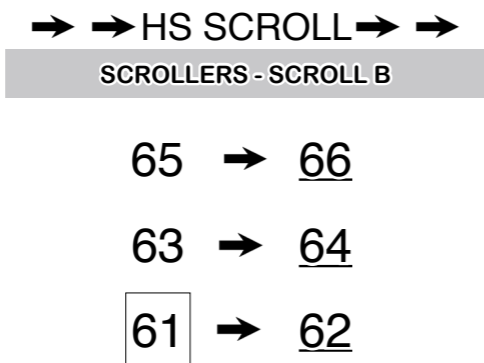 ➞ ➞ HS SCROLL ➞ ➞
SCROLLERS - SCROLL B
65 ➞ 66
63 ➞ 64
61 ➞ 62